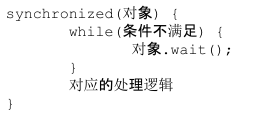 synchronized(对象) {
while(条件不满足) {
对象.wait();
}
对应的处理逻辑
}